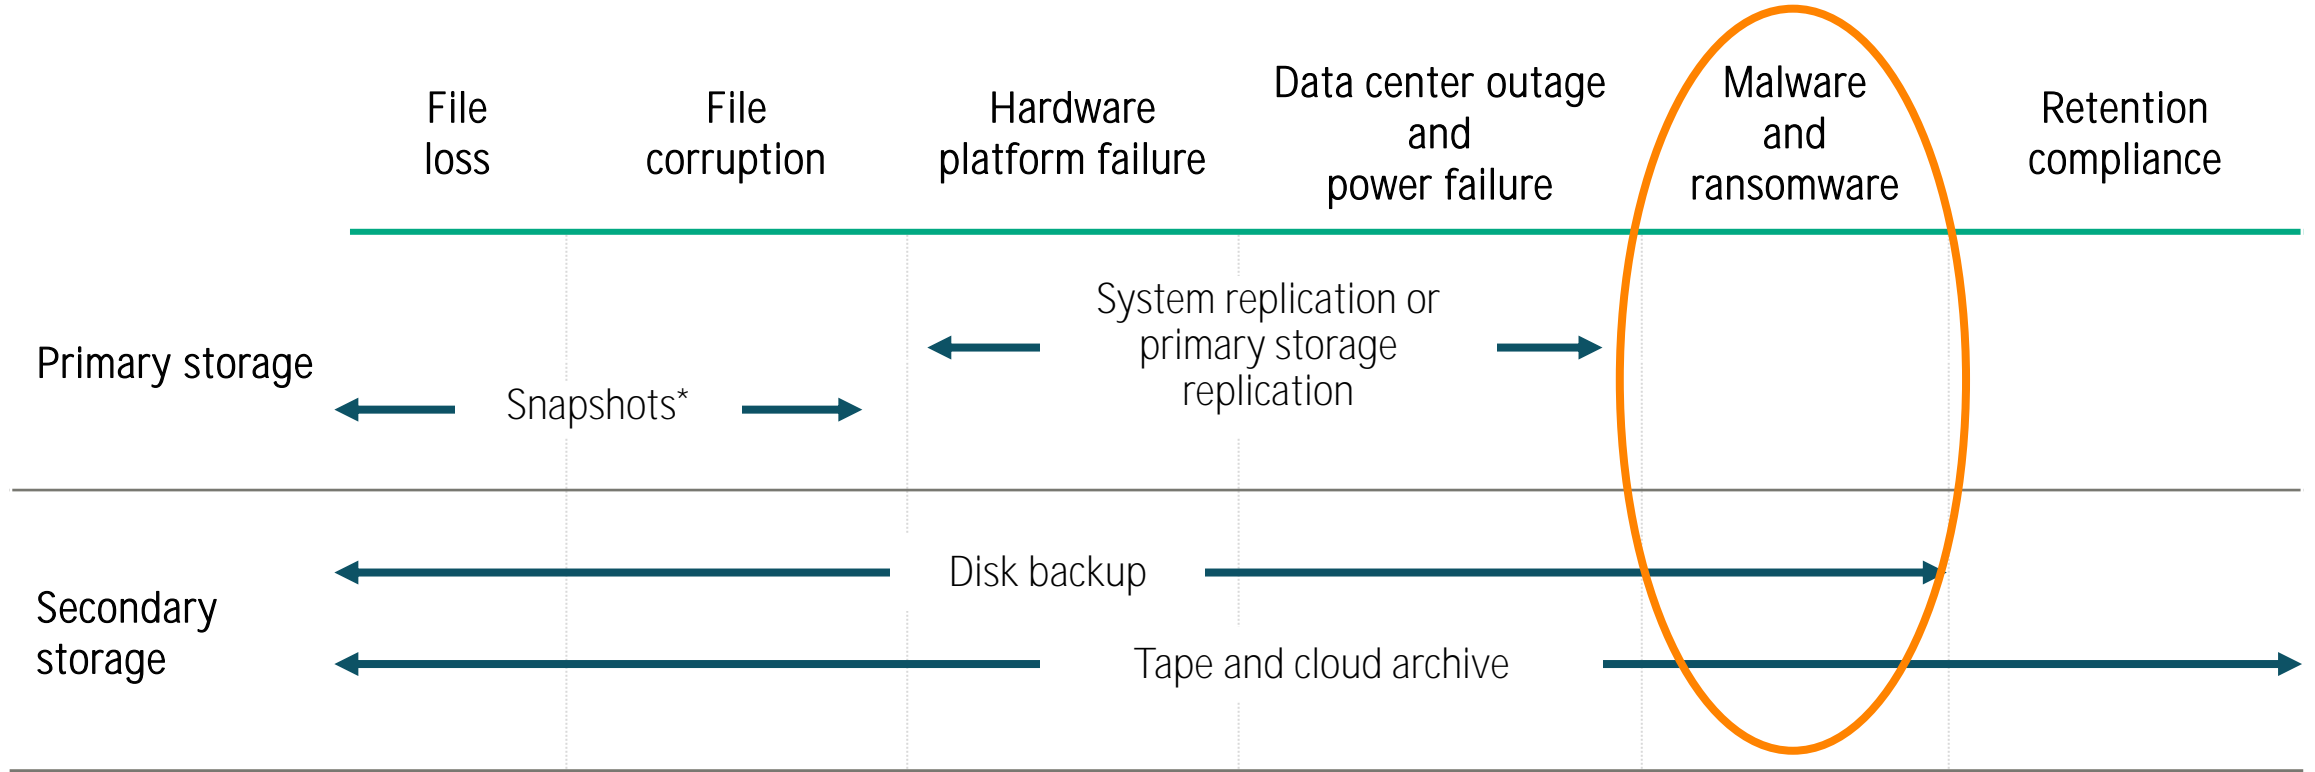 File
loss
File
corruption
Hardware
platform failure
Data center outage
and
power failure
Malware
and
ransomware
Retention
compliance
Primary storage
System replication or
primary storage
replication
Snapshots*
Secondary
storage
Disk backup
Tape and cloud archive